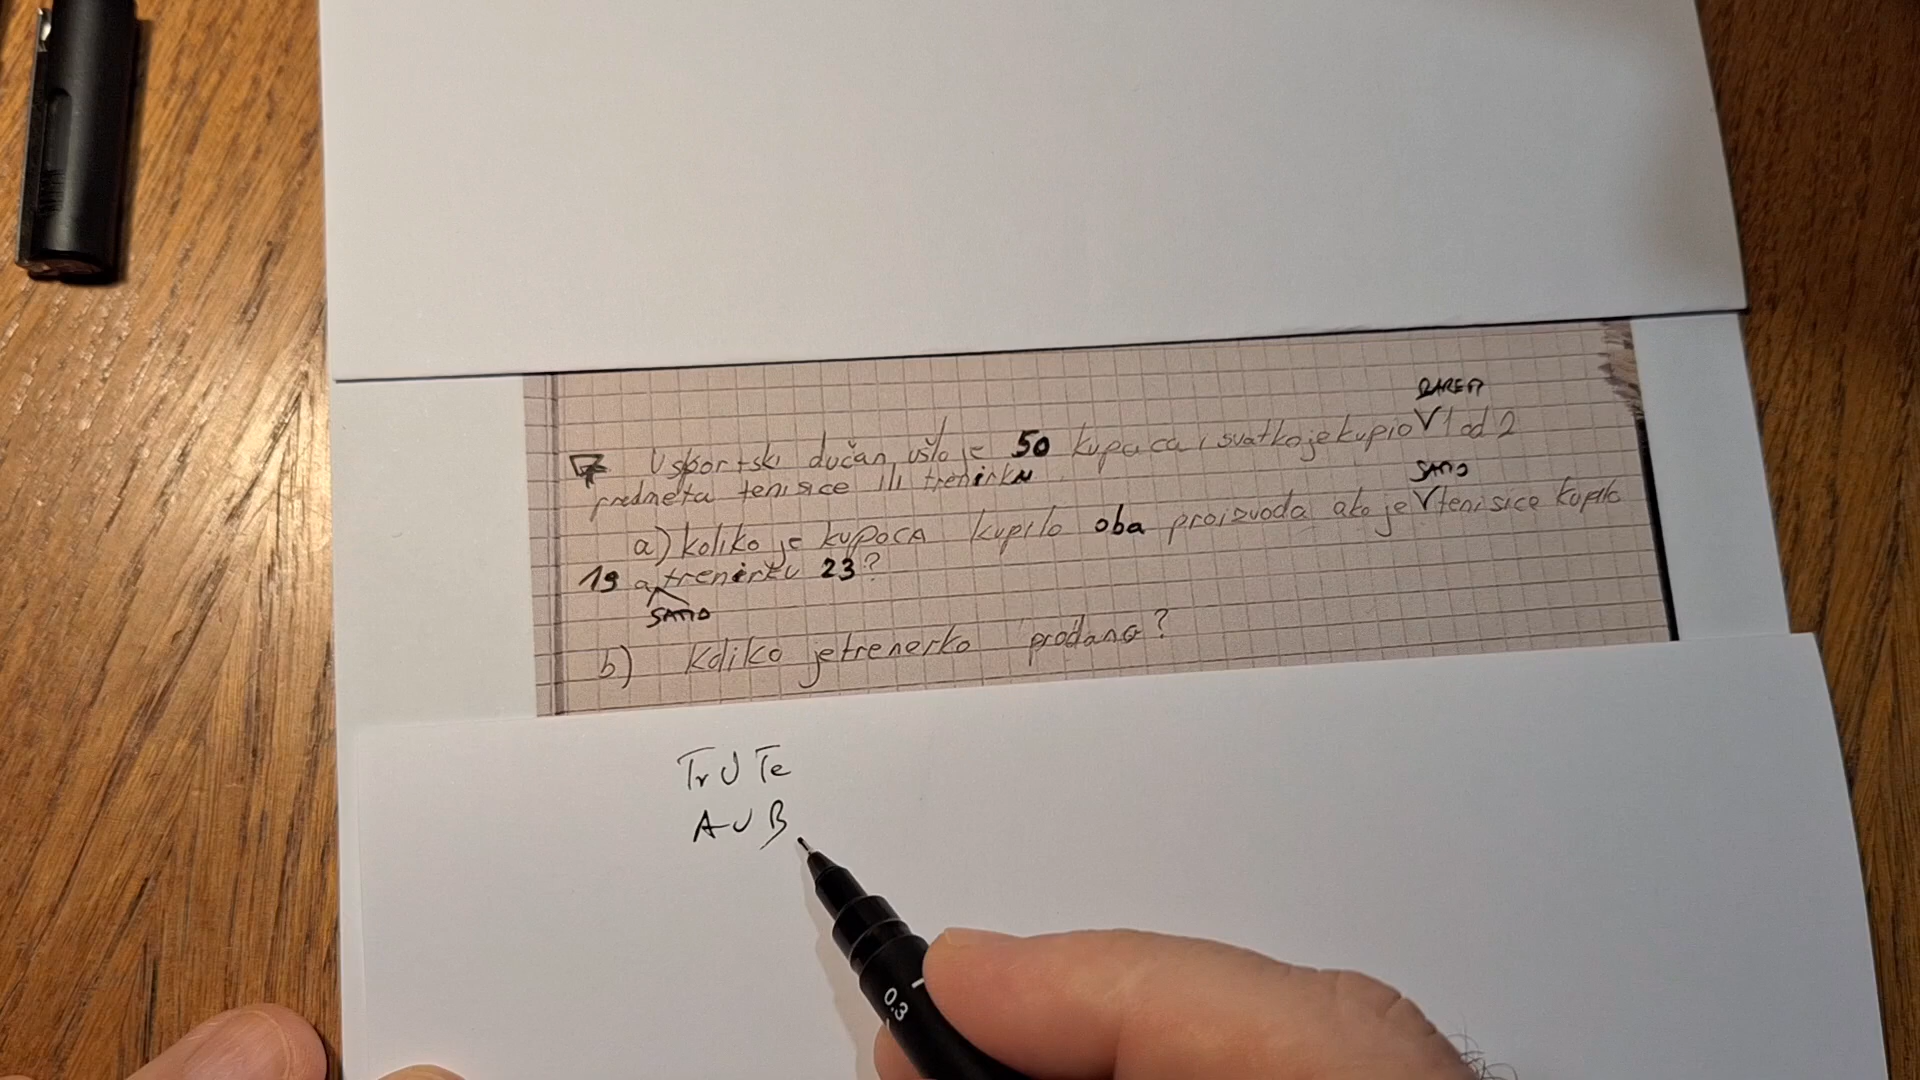 BAREM
7 U sportski dućan ušlo je 50 kupaca i svatko je kupio V 1 od 2
predmeta tenisice ili trenirku
SAMO
a) koliko je kupaca kupilo oba proizvoda ako je V tenisice kupilo
19 a trenirku 23?
SAMO
b) Koliko je trenerko prodano?
Tr ∪ Te
A ∪ B
0.3